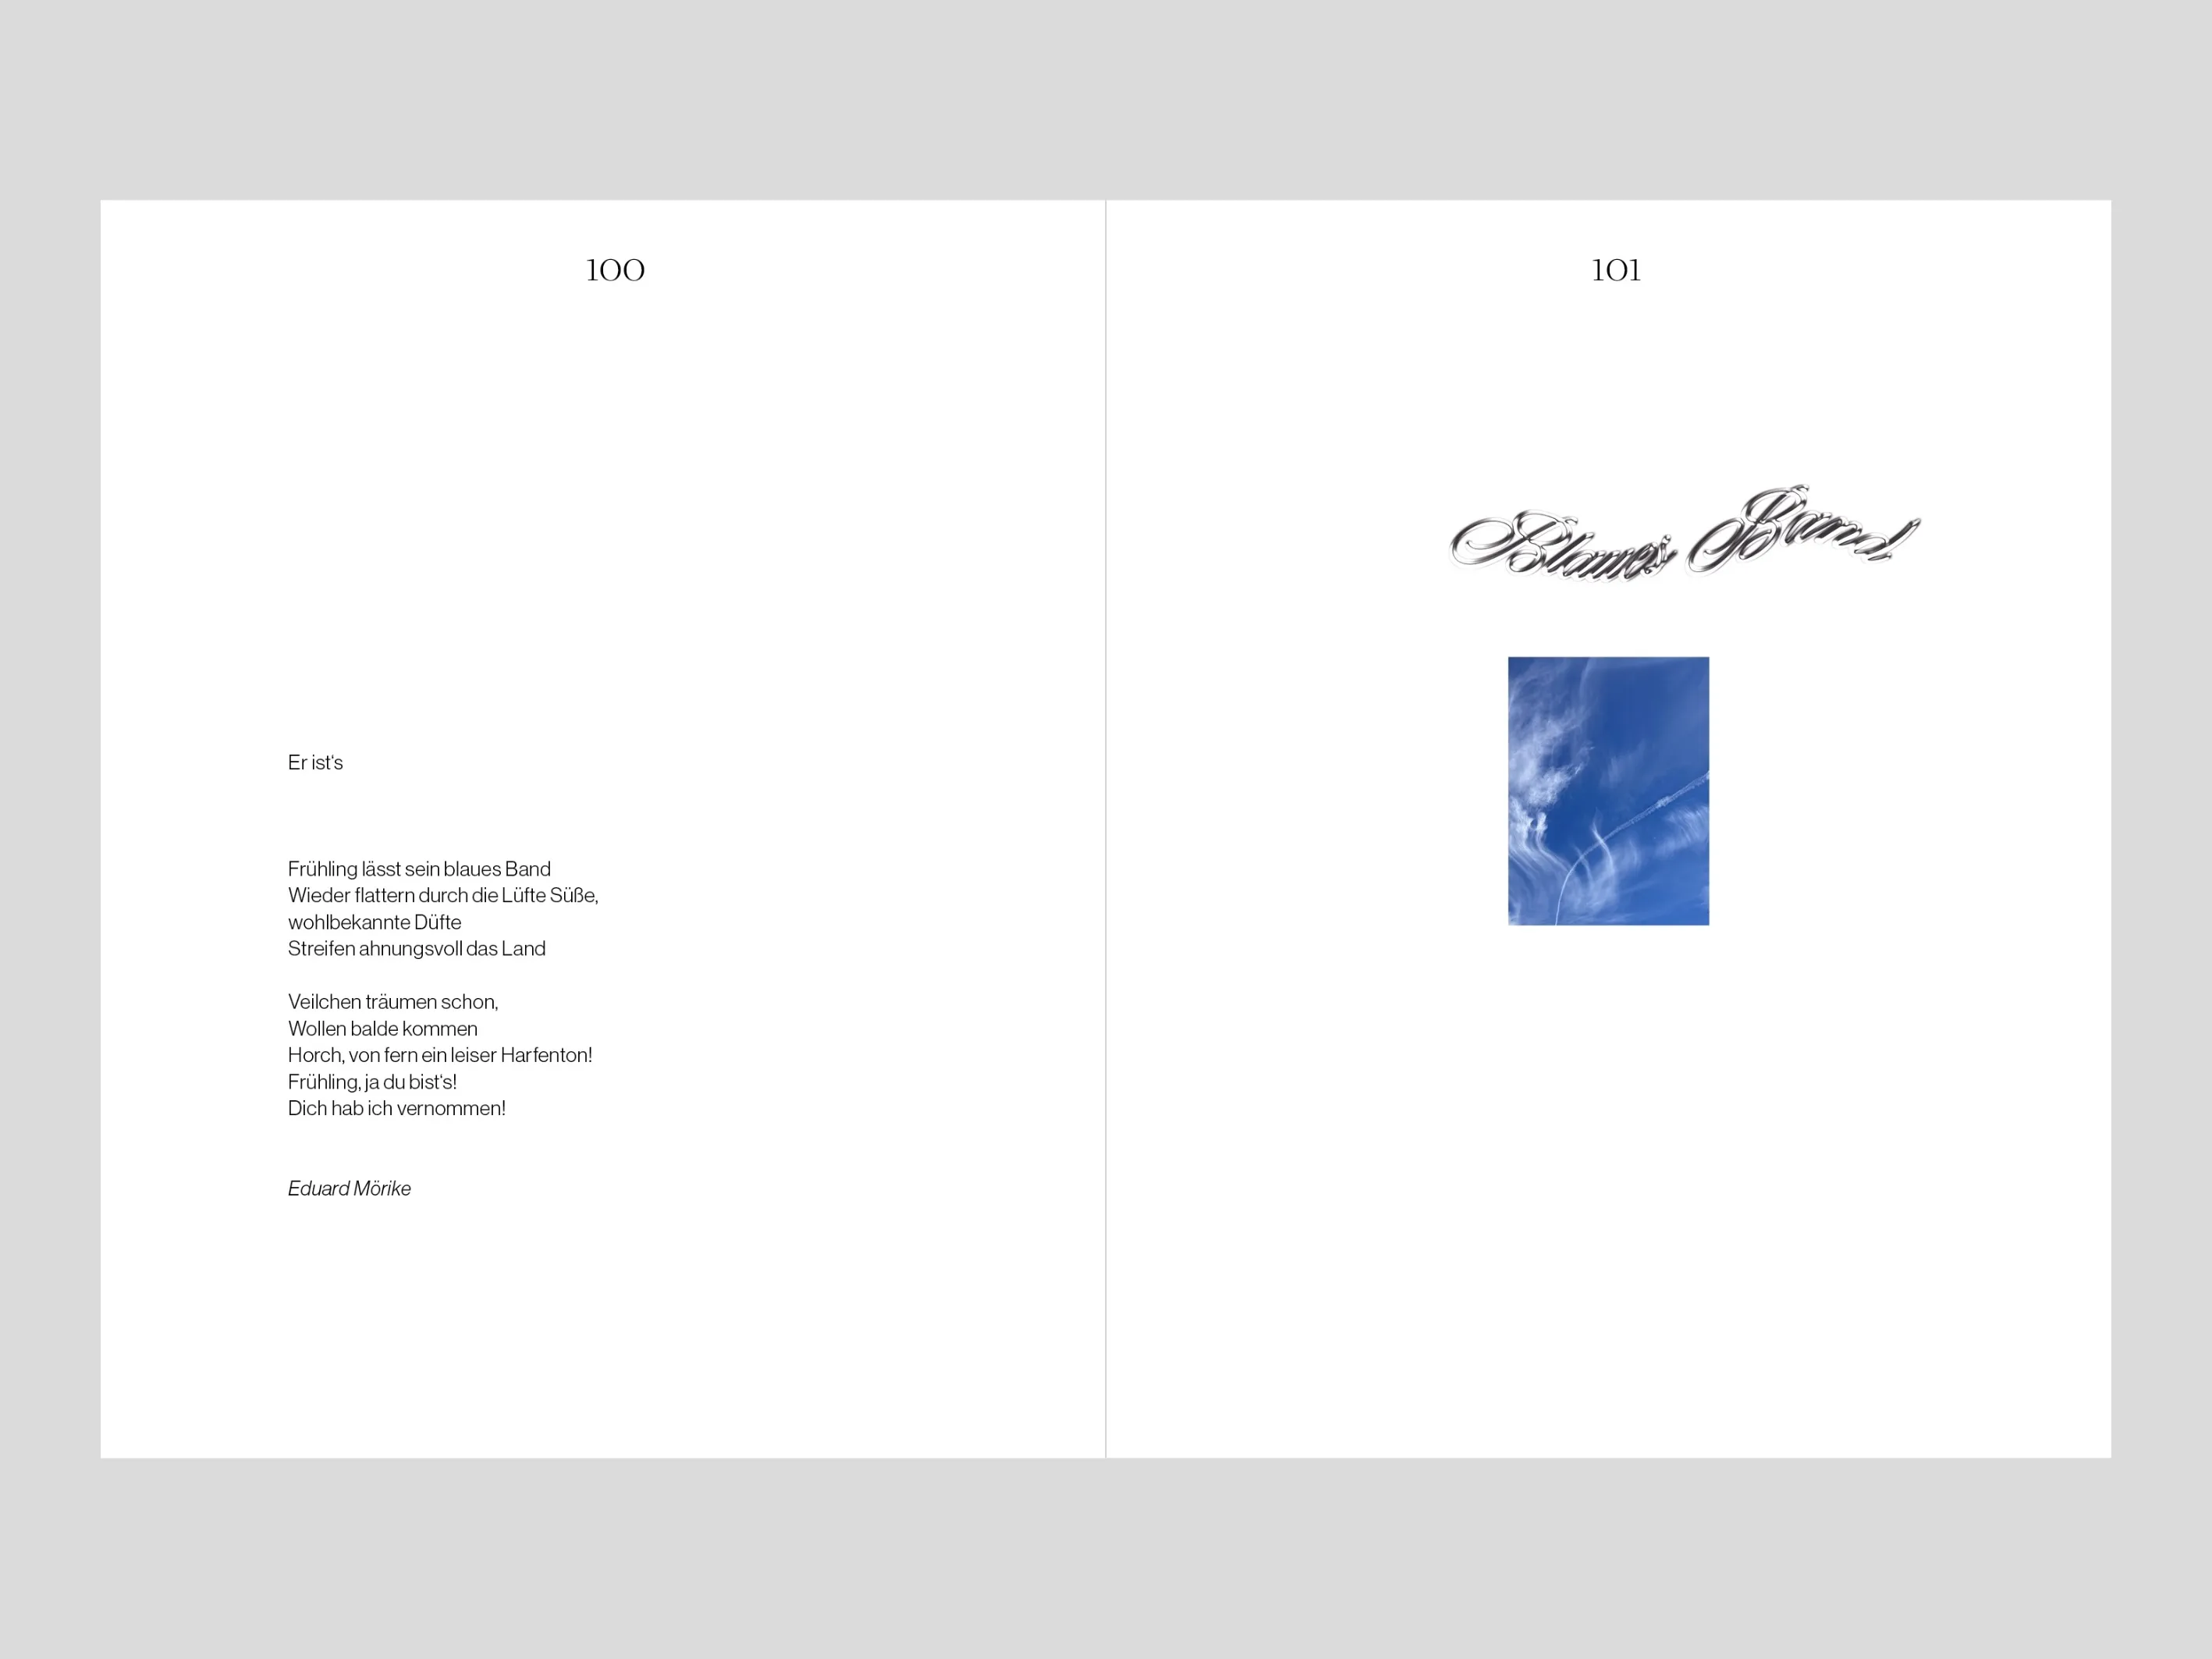 100
Er ist‘s
Frühling lässt sein blaues Band
Wieder flattern durch die Lüfte Süße,
wohlbekannte Düfte
Streifen ahnungsvoll das Land
Veilchen träumen schon,
Wollen balde kommen
Horch, von fern ein leiser Harfenton!
Frühling, ja du bist‘s!
Dich hab ich vernommen!
Eduard Mörike
101
Blaues Band